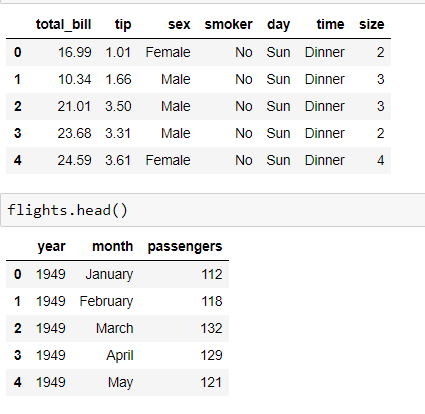 total_bill tip sex smoker day time size
0 16.99 1.01 Female No Sun Dinner 2
1 10.34 1.66 Male No Sun Dinner 3
2 21.01 3.50 Male No Sun Dinner 3
3 23.68 3.31 Male No Sun Dinner 2
4 24.59 3.61 Female No Sun Dinner 4
flights.head()
year month passengers
0 1949 January 112
1 1949 February 118
2 1949 March 132
3 1949 April 129
4 1949 May 121